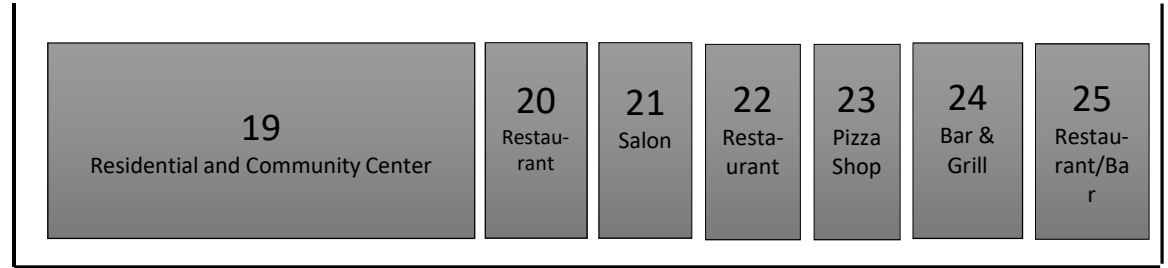 19
Residential and Community Center
20
Restau-
rant
21
Salon
22
Resta-
urant
23
Pizza
Shop
24
Bar &
Grill
25
Restau-
rant/Ba
r